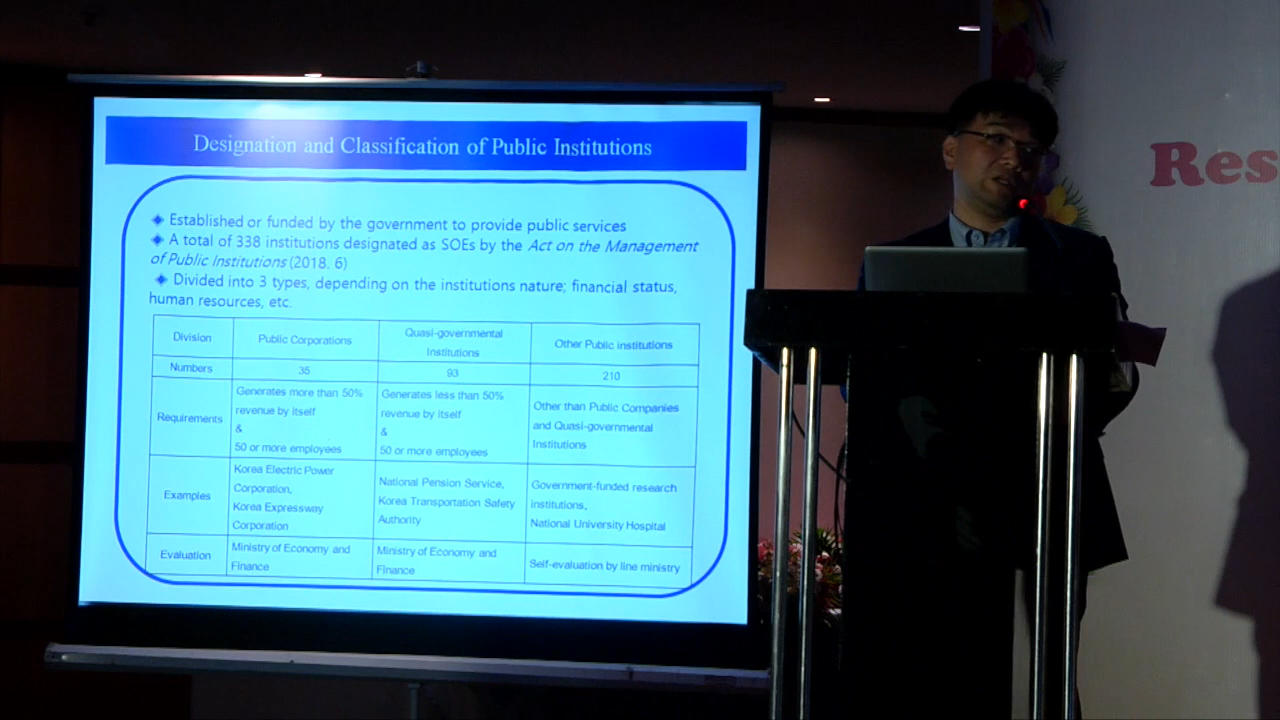 Designation and Classification of Public Institutions
Established or funded by the government to provide public services
A total of 338 institutions designated as SOEs by the Act on the Management
of Public Institutions (2018. 6)
Divided into 3 types, depending on the institutions nature; financial status,
human resources, etc.
Division
Public Corporations
Quasi-governmental
Institutions
Other Public institutions
Numbers
35
93
210
Requirements
Generates more than 50%
revenue by itself
&
50 or more employees
Generates less than 50%
revenue by itself
&
50 or more employees
Other than Public Companies
and Quasi-governmental
Institutions
Examples
Korea Electric Power
Corporation,
Korea Expressway
Corporation
National Pension Service,
Korea Transportation Safety
Authority
Government-funded research
institutions,
National University Hospital
Evaluation
Ministry of Economy and
Finance
Ministry of Economy and
Finance
Self-evaluation by line ministry
Res